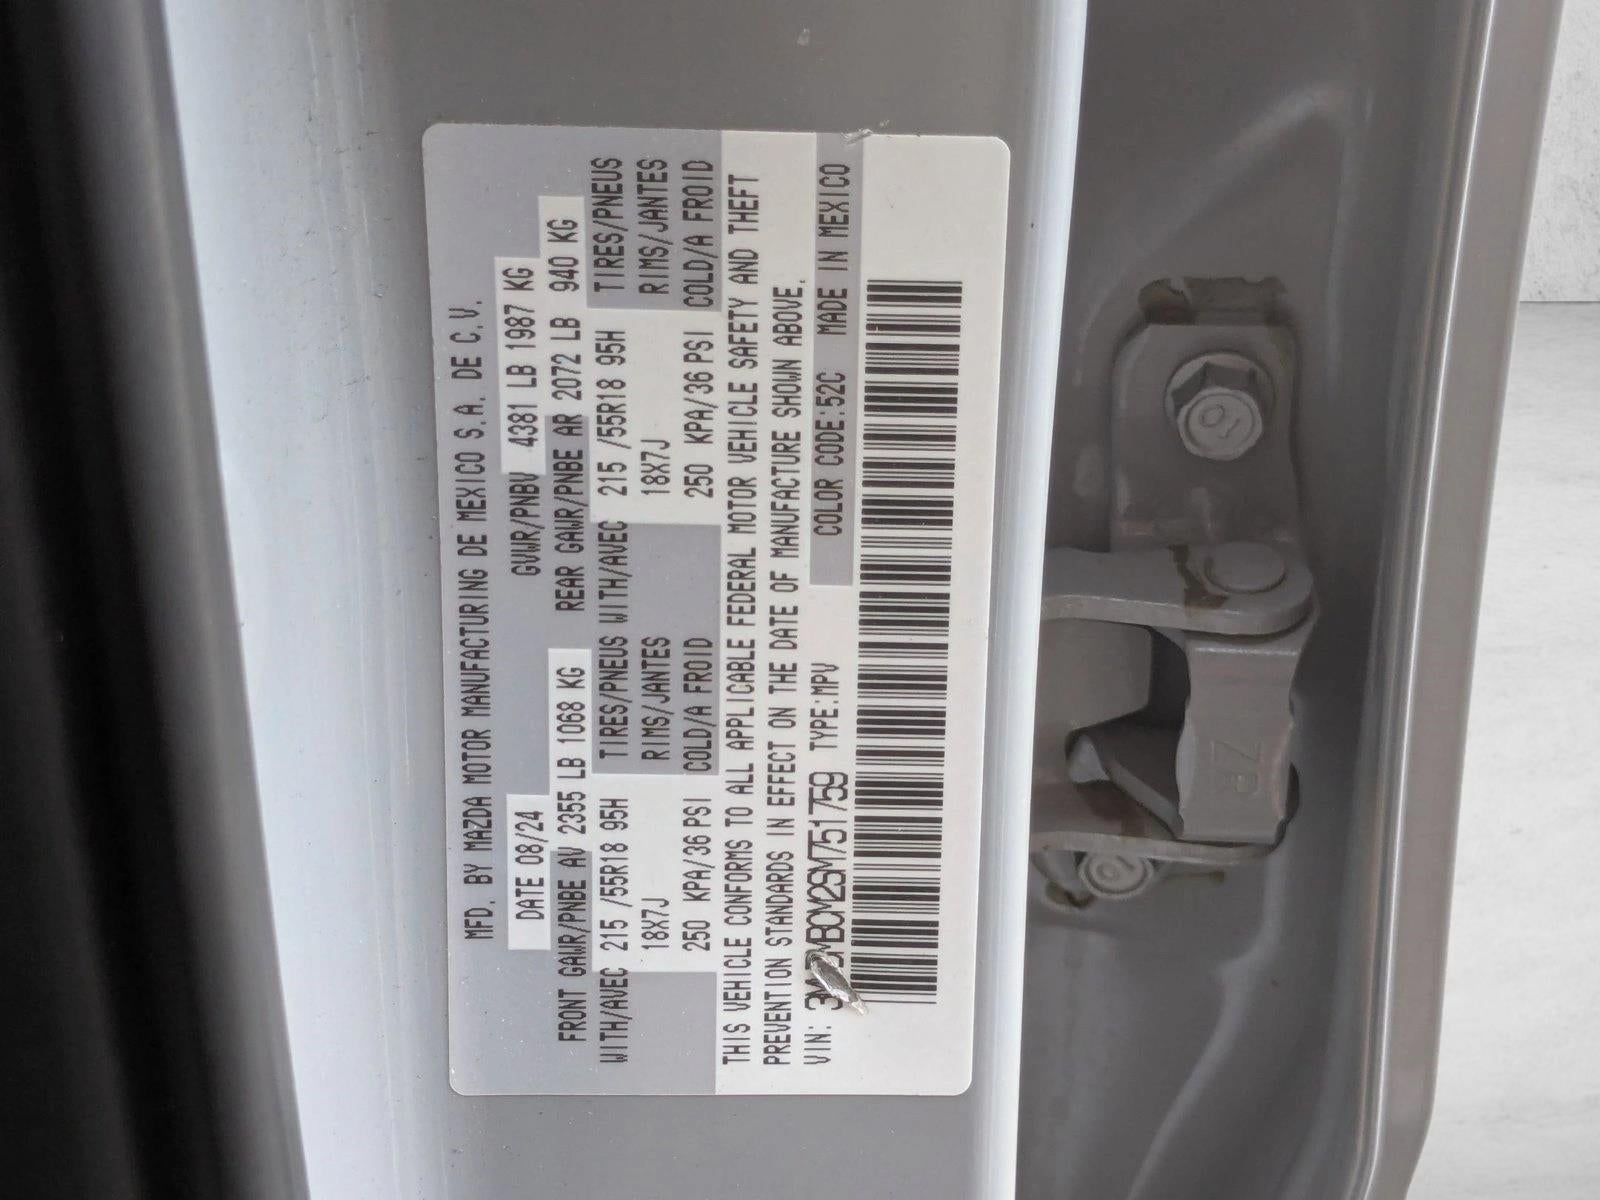 MFD. BY MAZDA MOTOR MANUFACTURING DE MEXICO S.A. DE C.V.
DATE 08/24 GVWR/PNBV 4381 LB 1987 KG
FRONT GAWR/PNBE AV 2355 LB 1068 KG REAR GAWR/PNBE AR 2072 LB 940 KG
WITH/AVEC 215 /55R18 95H TIRES/PNEUS WITH/AVEC 215 /55R18 95H TIRES/PNEUS
18X7J RIMS/JANTES 18X7J RIMS/JANTES
250 KPA/36 PSI COLD/A FROID 250 KPA/36 PSI COLD/A FROID
THIS VEHICLE CONFORMS TO ALL APPLICABLE FEDERAL MOTOR VEHICLE SAFETY AND THEFT
PREVENTION STANDARDS IN EFFECT ON THE DATE OF MANUFACTURE SHOWN ABOVE.
VIN: TYPE:MPV COLOR CODE:52C MADE IN MEXICO
10
ZR
10